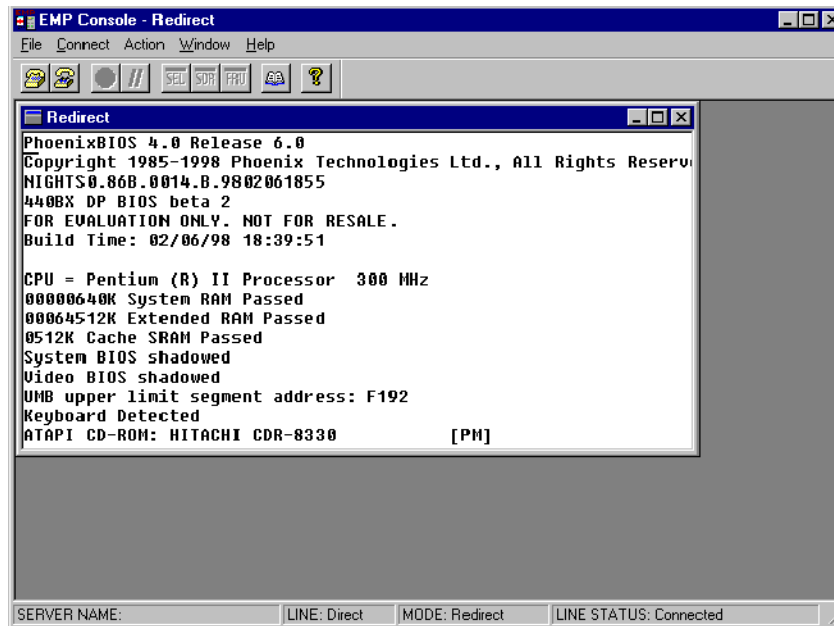 EMP Console - Redirect
File Connect Action Window Help
SEL SDR FRU
Redirect
PhoenixBIOS 4.0 Release 6.0
Copyright 1985-1998 Phoenix Technologies Ltd., All Rights Reserv
NIGHTS0.86B.0014.B.9802061855
440BX DP BIOS beta 2
FOR EVALUATION ONLY. NOT FOR RESALE.
Build Time: 02/06/98 18:39:51
CPU = Pentium (R) II Processor 300 MHz
00000640K System RAM Passed
00064512K Extended RAM Passed
0512K Cache SRAM Passed
System BIOS shadowed
Video BIOS shadowed
UMB upper limit segment address: F192
Keyboard Detected
ATAPI CD-ROM: HITACHI CDR-8330 [PM]
SERVER NAME: LINE: Direct MODE: Redirect LINE STATUS: Connected